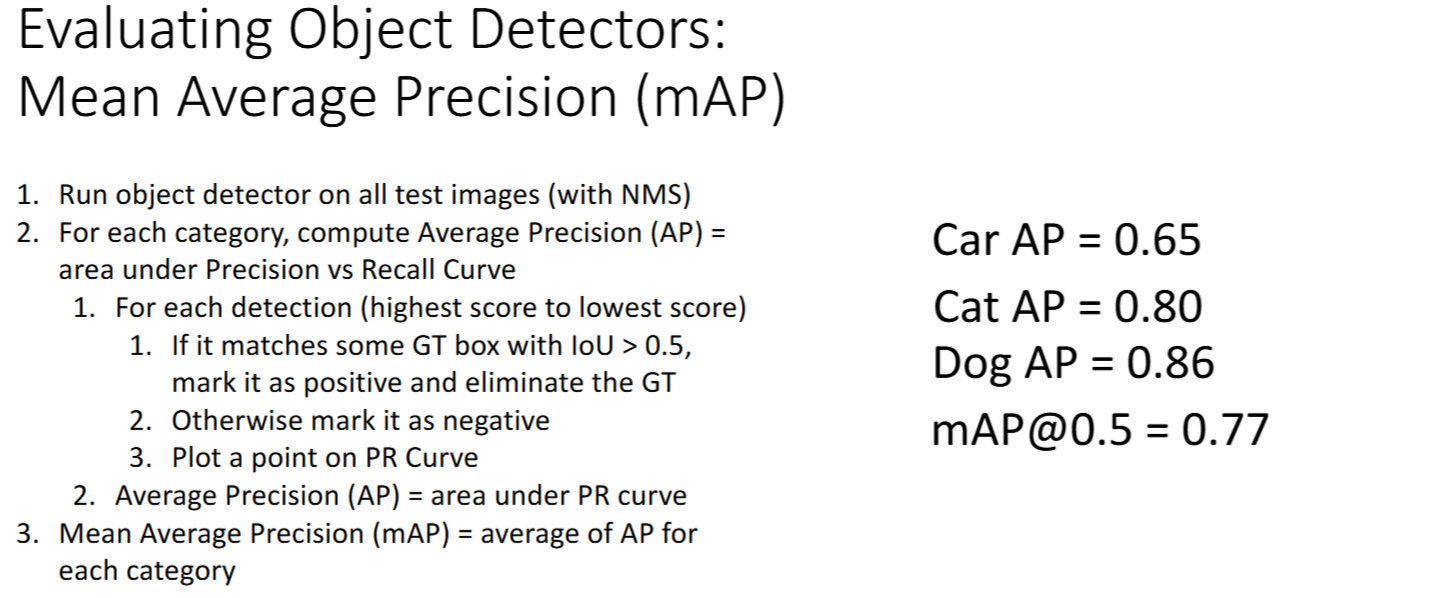 Evaluating Object Detectors:
Mean Average Precision (mAP)
1. Run object detector on all test images (with NMS)
2. For each category, compute Average Precision (AP) =
area under Precision vs Recall Curve
1. For each detection (highest score to lowest score)
1. If it matches some GT box with IoU > 0.5,
mark it as positive and eliminate the GT
2. Otherwise mark it as negative
3. Plot a point on PR Curve
2. Average Precision (AP) = area under PR curve
3. Mean Average Precision (mAP) = average of AP for
each category
Car AP = 0.65
Cat AP = 0.80
Dog AP = 0.86
mAP@0.5 = 0.77